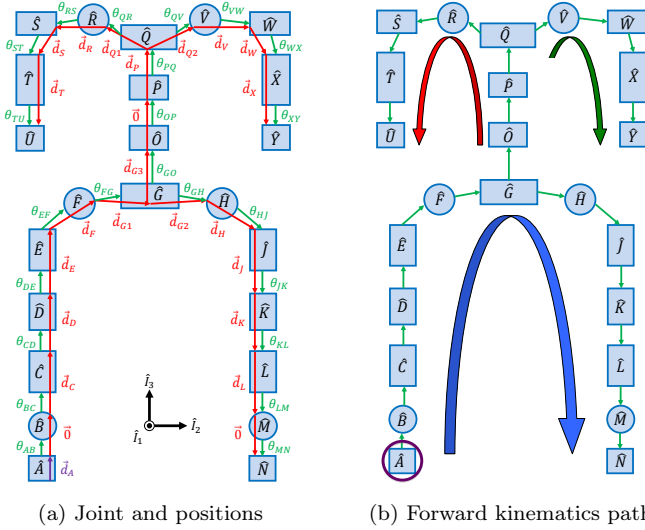 θ_RS R̂ θ_QR θ_QV V̂ θ_VW
Ŝ Q̂ Ŵ
θ_ST d⃗_S d⃗_R d⃗_Q1 d⃗_Q2 d⃗_V d⃗_W θ_WX
d⃗_P θ_PQ
T̂ d⃗_T P̂ d⃗_X X̂
0⃗ θ_OP
θ_TU θ_XY
Û Ô Ŷ
d⃗_G3 θ_GO
θ_FG θ_GH
F̂ Ĝ Ĥ
θ_EF d⃗_F d⃗_G1 d⃗_G2 d⃗_H θ_HJ
Ê Ĵ
d⃗_E d⃗_J
θ_DE θ_JK
D̂ d⃗_D d⃗_K K̂
θ_CD θ_KL
Ĉ d⃗_C d⃗_L L̂
θ_BC Î_3 θ_LM
B̂ 0⃗ Î_1 Î_2 0⃗ M̂
θ_AB θ_MN
Â d⃗_A N̂
(a) Joint and positions
R̂ V̂
Ŝ Q̂ Ŵ
T̂ P̂ X̂
Û Ô Ŷ
F̂ Ĝ Ĥ
Ê Ĵ
D̂ K̂
Ĉ L̂
B̂ M̂
Â N̂
(b) Forward kinematics path